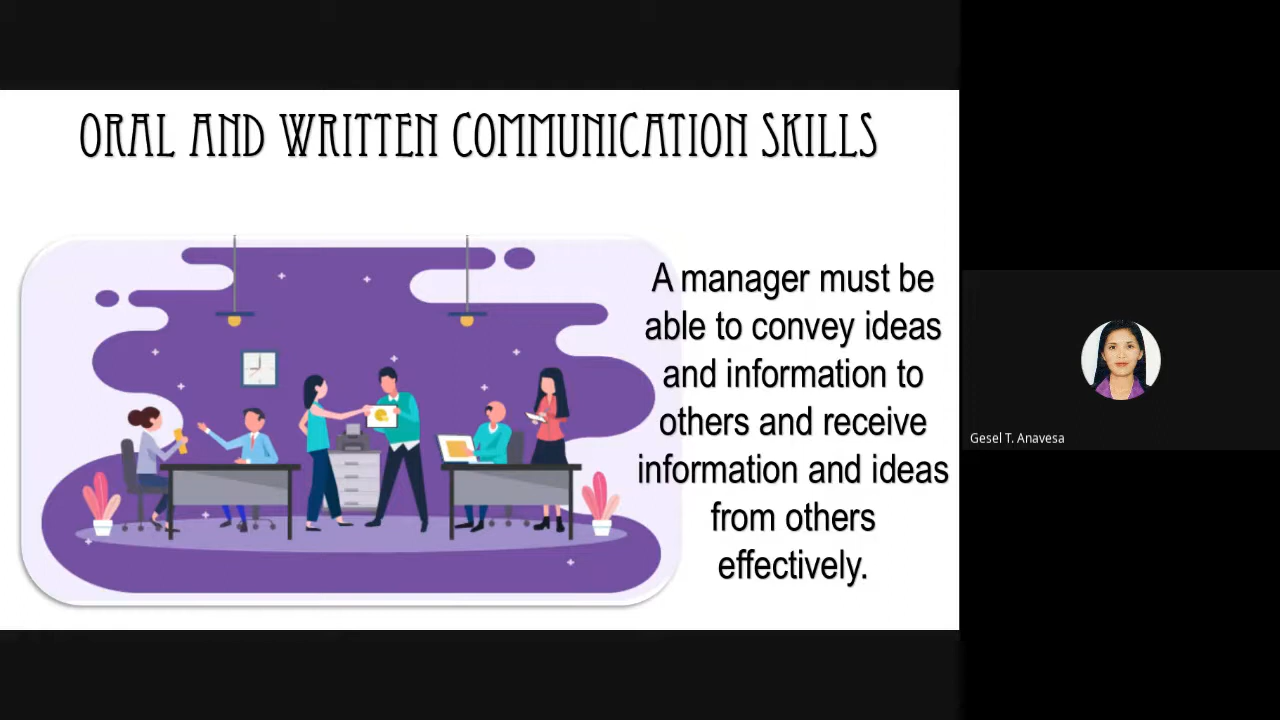 ORAL AND WRITTEN COMMUNICATION SKILLS
A manager must be
able to convey ideas
and information to
others and receive
information and ideas
from others
effectively.
Gesel T. Anavesa